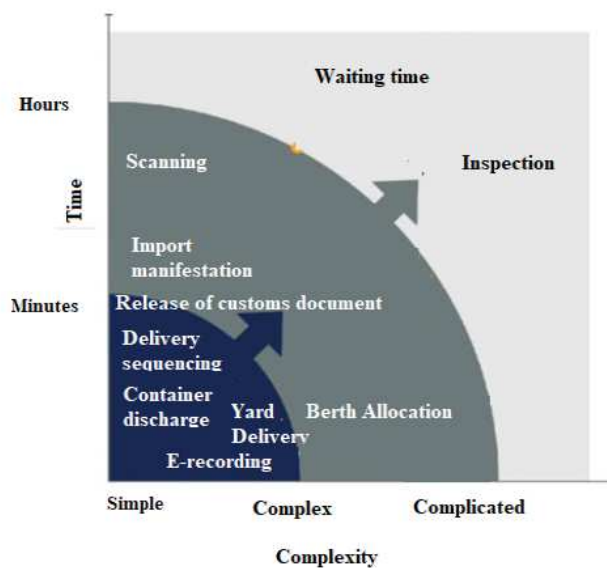 Waiting time
Hours
Scanning
Inspection
Time
Import
manifestation
Minutes
Release of customs document
Delivery
sequencing
Container
discharge
Yard
Delivery
Berth Allocation
E-recording
Simple
Complex
Complicated
Complexity